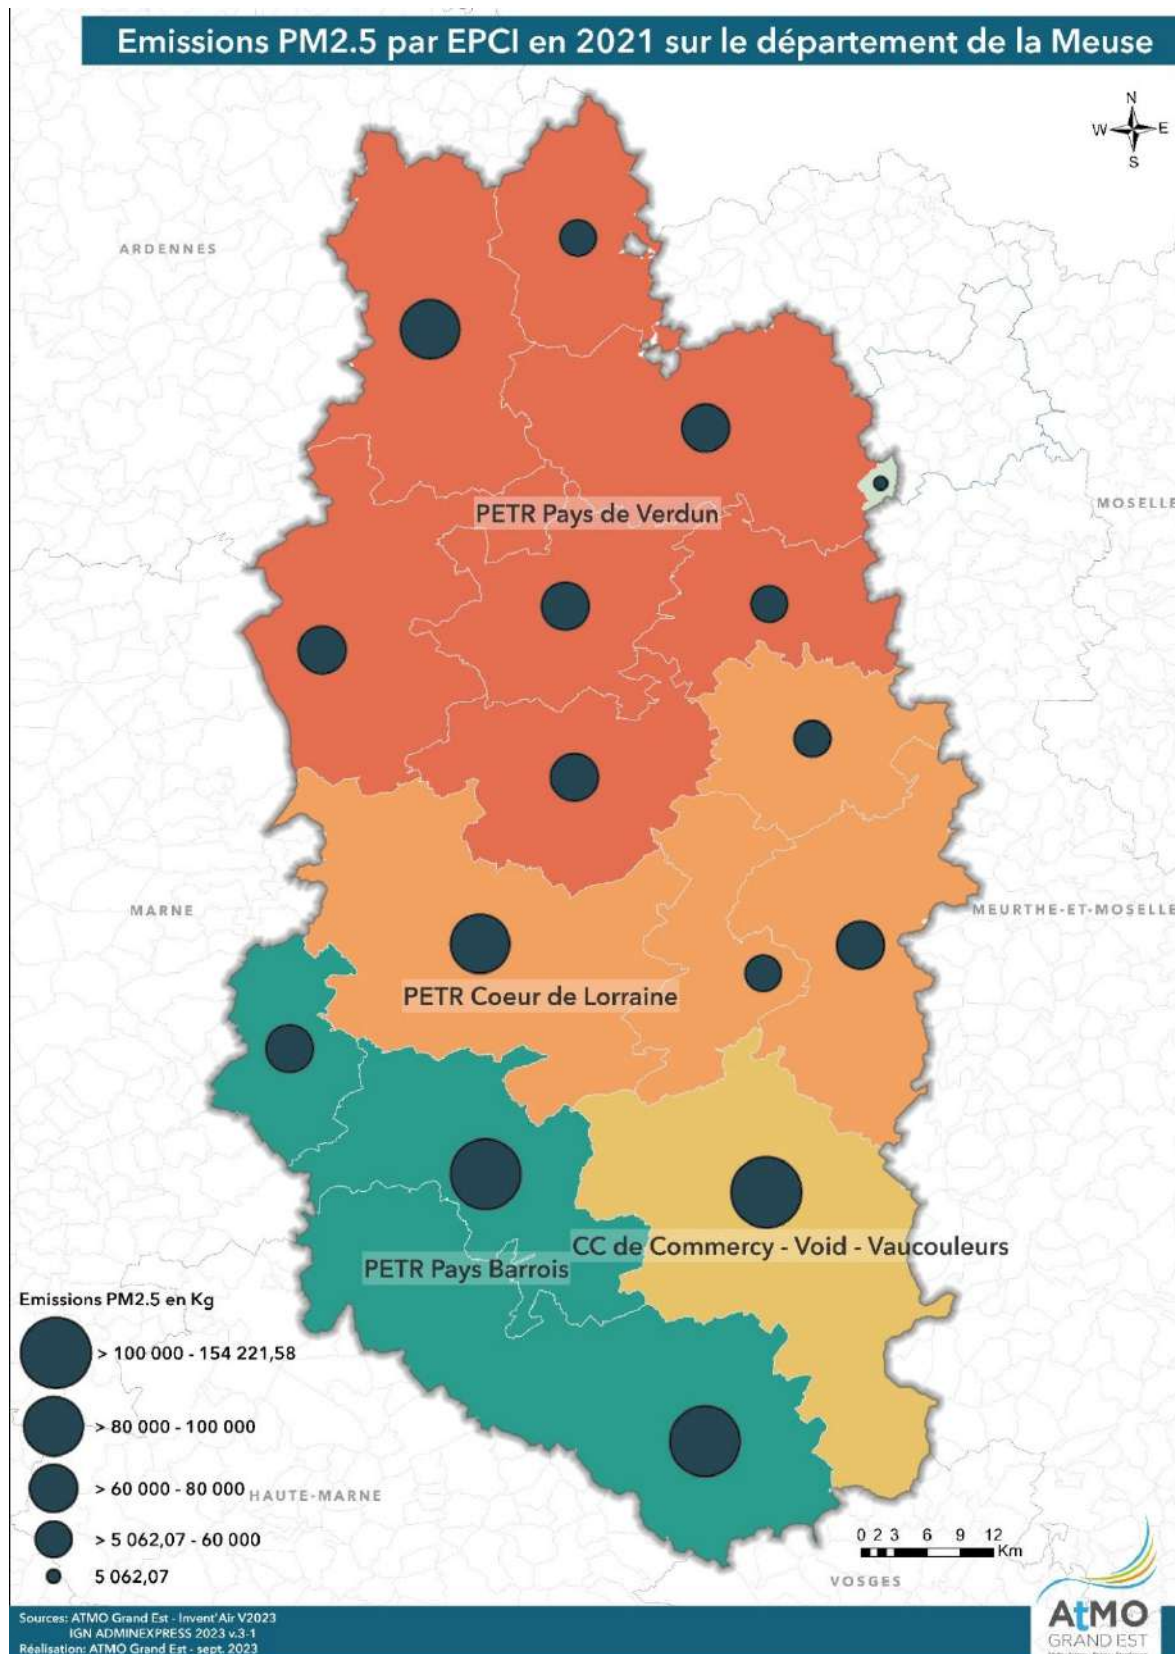 Emissions PM2.5 par EPCI en 2021 sur le département de la Meuse
N
W E
S
ARDENNES
MOSELLE
PETR Pays de Verdun
MARNE
MEURTHE-ET-MOSELLE
PETR Coeur de Lorraine
CC de Commercy - Void - Vaucouleurs
PETR Pays Barrois
Emissions PM2.5 en Kg
> 100 000 - 154 221,58
> 80 000 - 100 000
> 60 000 - 80 000
> 5 062,07 - 60 000
5 062,07
HAUTE-MARNE
0 2 3 6 9 12
Km
VOSGES
Sources: ATMO Grand Est - Invent'Air V2023
IGN ADMINEXPRESS 2023 v.3-1
Réalisation: ATMO Grand Est - sept. 2023
AtMO
GRAND EST